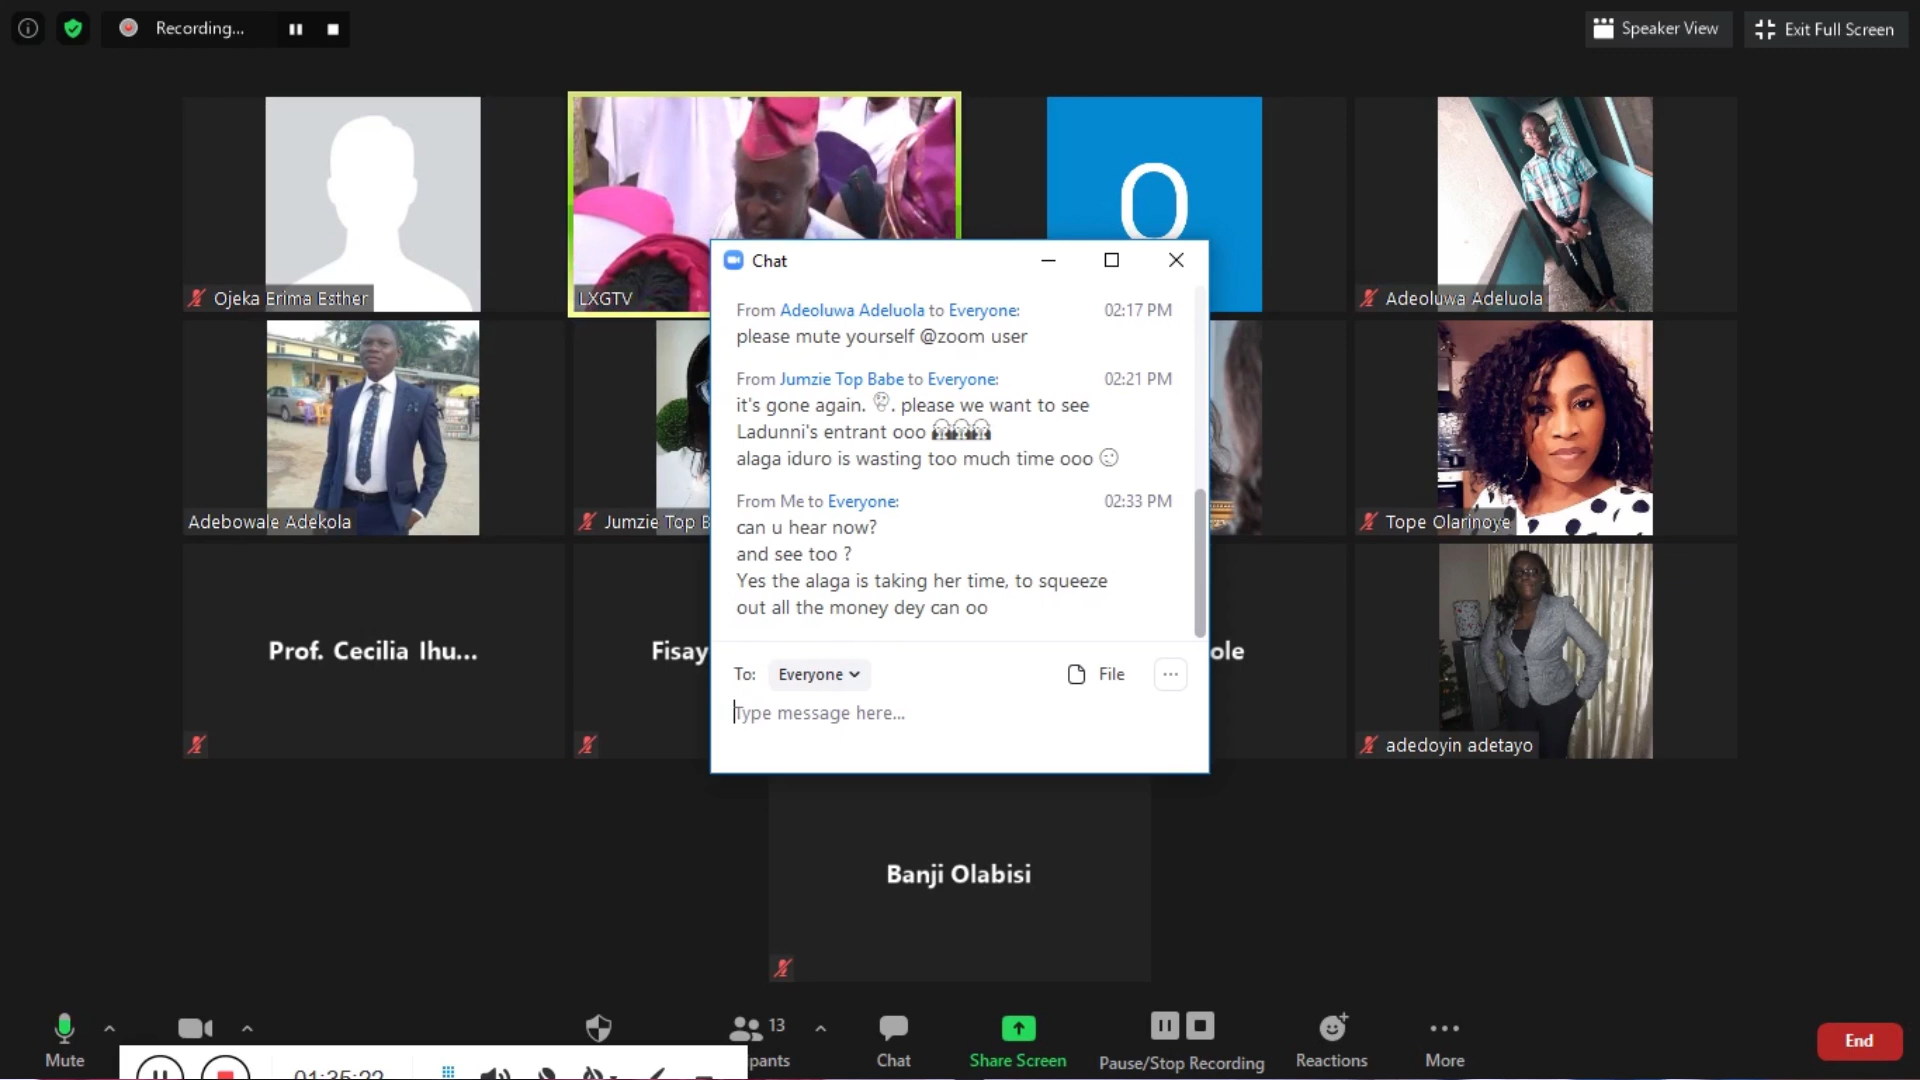 Recording...
Speaker View
Exit Full Screen
Ojeka Erima Esther
LXGTV
O
Adeoluwa Adeluola
Chat
From Adeoluwa Adeluola to Everyone: 02:17 PM
please mute yourself @zoom user
From Jumzie Top Babe to Everyone: 02:21 PM
it's gone again. . please we want to see
Ladunni's entrant ooo
alaga iduro is wasting too much time ooo
From Me to Everyone: 02:33 PM
can u hear now?
and see too ?
Yes the alaga is taking her time, to squeeze
out all the money dey can oo
To: Everyone File ...
Type message here...
Adebowale Adekola
Jumzie Top B
Tope Olarinoye
Prof. Cecilia Ihu...
Fisay
ole
adedoyin adetayo
Banji Olabisi
Mute
13
pants
Chat
Share Screen
Pause/Stop Recording
Reactions
More
End
01:35:22